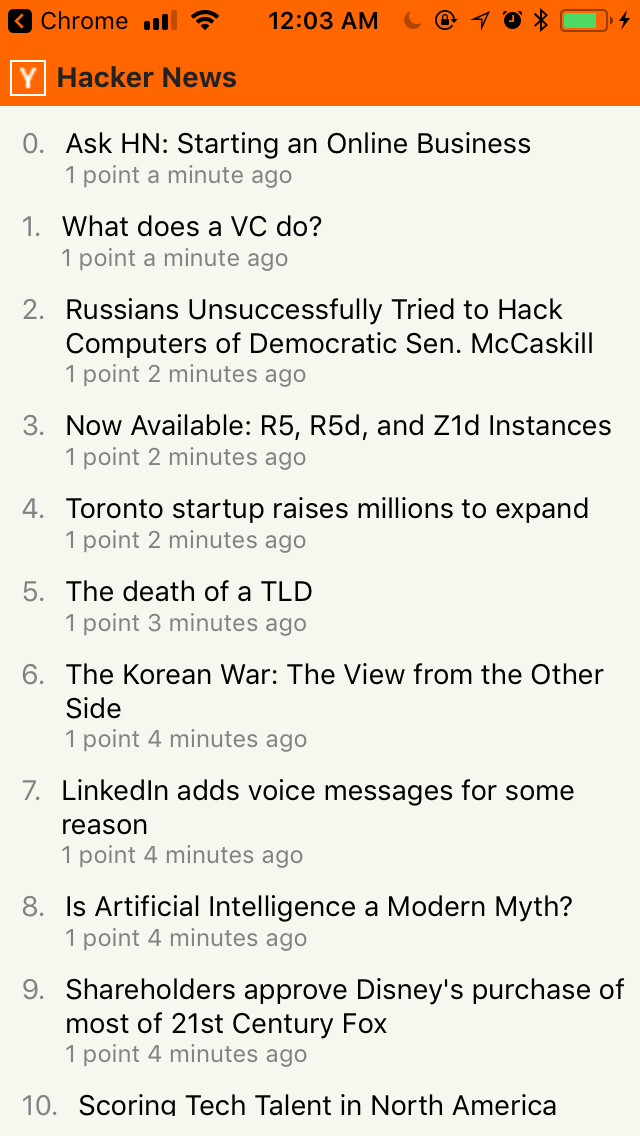 Chrome 12:03 AM
Y Hacker News
0. Ask HN: Starting an Online Business
1 point a minute ago
1. What does a VC do?
1 point a minute ago
2. Russians Unsuccessfully Tried to Hack
Computers of Democratic Sen. McCaskill
1 point 2 minutes ago
3. Now Available: R5, R5d, and Z1d Instances
1 point 2 minutes ago
4. Toronto startup raises millions to expand
1 point 2 minutes ago
5. The death of a TLD
1 point 3 minutes ago
6. The Korean War: The View from the Other
Side
1 point 4 minutes ago
7. LinkedIn adds voice messages for some
reason
1 point 4 minutes ago
8. Is Artificial Intelligence a Modern Myth?
1 point 4 minutes ago
9. Shareholders approve Disney's purchase of
most of 21st Century Fox
1 point 4 minutes ago
10. Scoring Tech Talent in North America